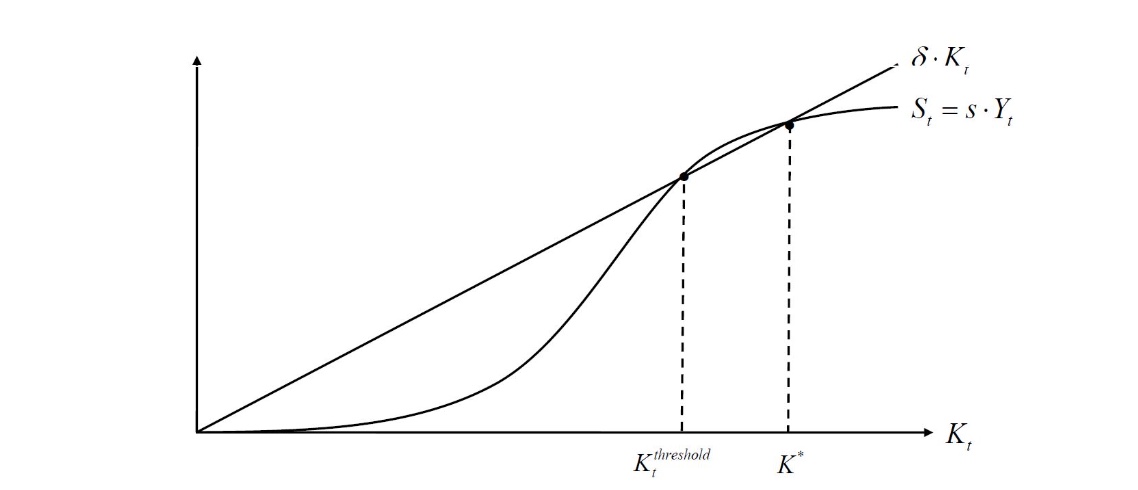 δ · K_t
S_t = s · Y_t
K_t
K_t^threshold K^*